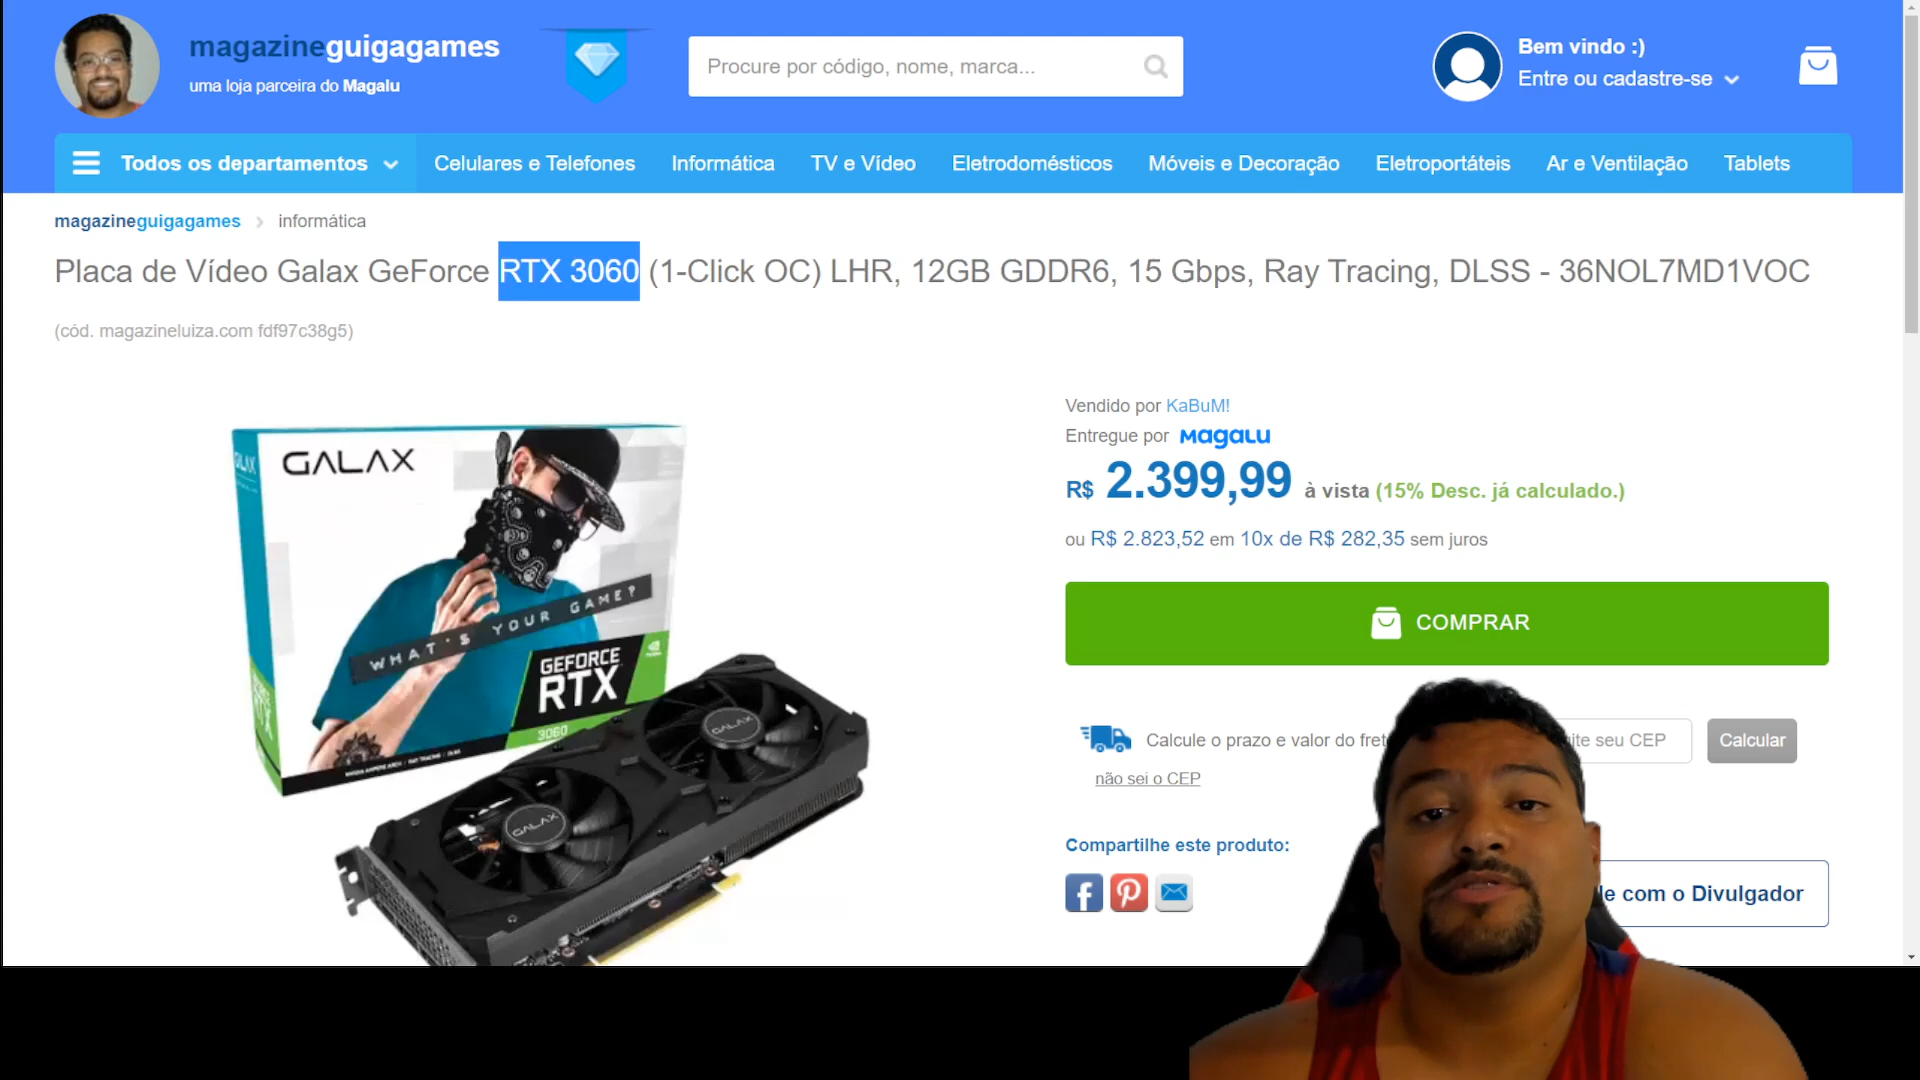 magazineguigagames
uma loja parceira do Magalu
Procure por código, nome, marca...
Bem vindo :)
Entre ou cadastre-se
Todos os departamentos
Celulares e Telefones
Informática
TV e Vídeo
Eletrodomésticos
Móveis e Decoração
Eletroportáteis
Ar e Ventilação
Tablets
magazineguigagames
informática
Placa de Vídeo Galax GeForce RTX 3060 (1-Click OC) LHR, 12GB GDDR6, 15 Gbps, Ray Tracing, DLSS - 36NOL7MD1VOC
(cód. magazineluiza.com fdf97c38g5)
GALAX
WHAT'S YOUR GAME?
GEFORCE
RTX
3060
GEFORCE
RTX
GALAX
GALAX
Vendido por KaBuM!
Entregue por Magalu
R$ 2.399,99 à vista (15% Desc. já calculado.)
ou R$ 2.823,52 em 10x de R$ 282,35 sem juros
COMPRAR
Calcule o prazo e valor do fret
ite seu CEP
Calcular
não sei o CEP
Compartilhe este produto:
le com o Divulgador